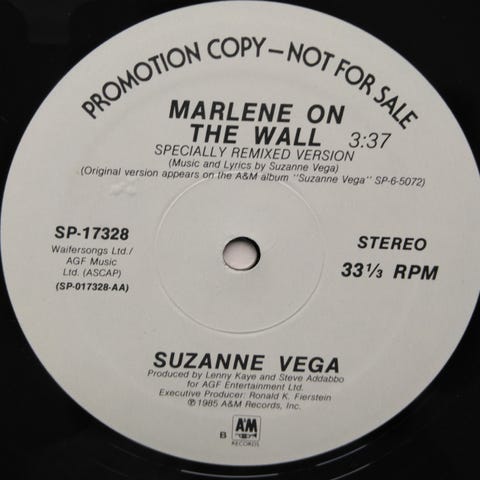 PROMOTION COPY—NOT FOR SALE
MARLENE ON
THE WALL 3:37
SPECIALLY REMIXED VERSION
(Music and Lyrics by Suzanne Vega)
(Original version appears on the A&M album "Suzanne Vega" SP-6-5072)
SP-17328
Waifersongs Ltd./
AGF Music
Ltd. (ASCAP)
(SP-017328-AA)
STEREO
33⅓ RPM
SUZANNE VEGA
Produced by Lenny Kaye and Steve Addabbo
for AGF Entertainment Ltd.
Executive Producer: Ronald K. Fierstein
℗ 1985 A&M Records, Inc.
B
A&M
RECORDS